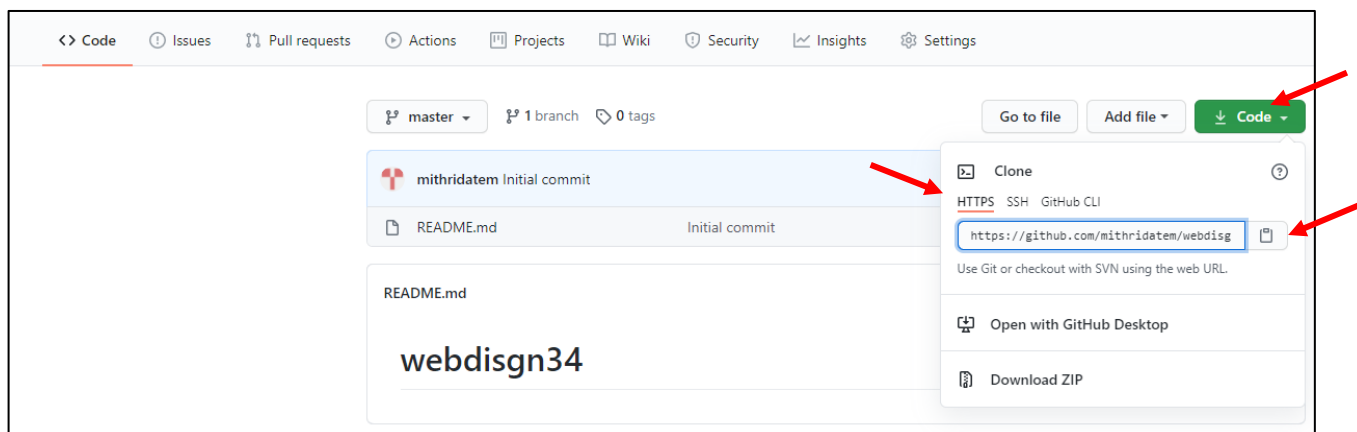 <> Code Issues Pull requests Actions Projects Wiki Security Insights Settings
master 1 branch 0 tags Go to file Add file Code
mithridatem Initial commit
README.md Initial commit
Clone
HTTPS SSH GitHub CLI
https://github.com/mithridatem/webdisg
Use Git or checkout with SVN using the web URL.
Open with GitHub Desktop
Download ZIP
README.md
webdisgn34